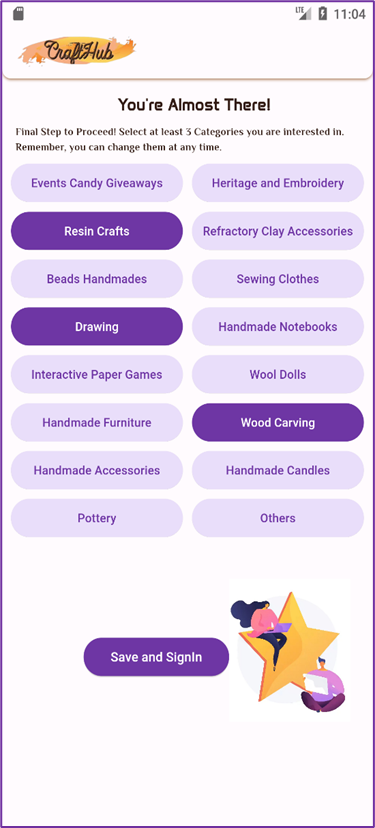 LTE 11:04
CraftHub
You're Almost There!
Final Step to Proceed! Select at least 3 Categories you are interested in.
Remember, you can change them at any time.
Events Candy Giveaways
Heritage and Embroidery
Resin Crafts
Refractory Clay Accessories
Beads Handmades
Sewing Clothes
Drawing
Handmade Notebooks
Interactive Paper Games
Wool Dolls
Handmade Furniture
Wood Carving
Handmade Accessories
Handmade Candles
Pottery
Others
Save and SignIn